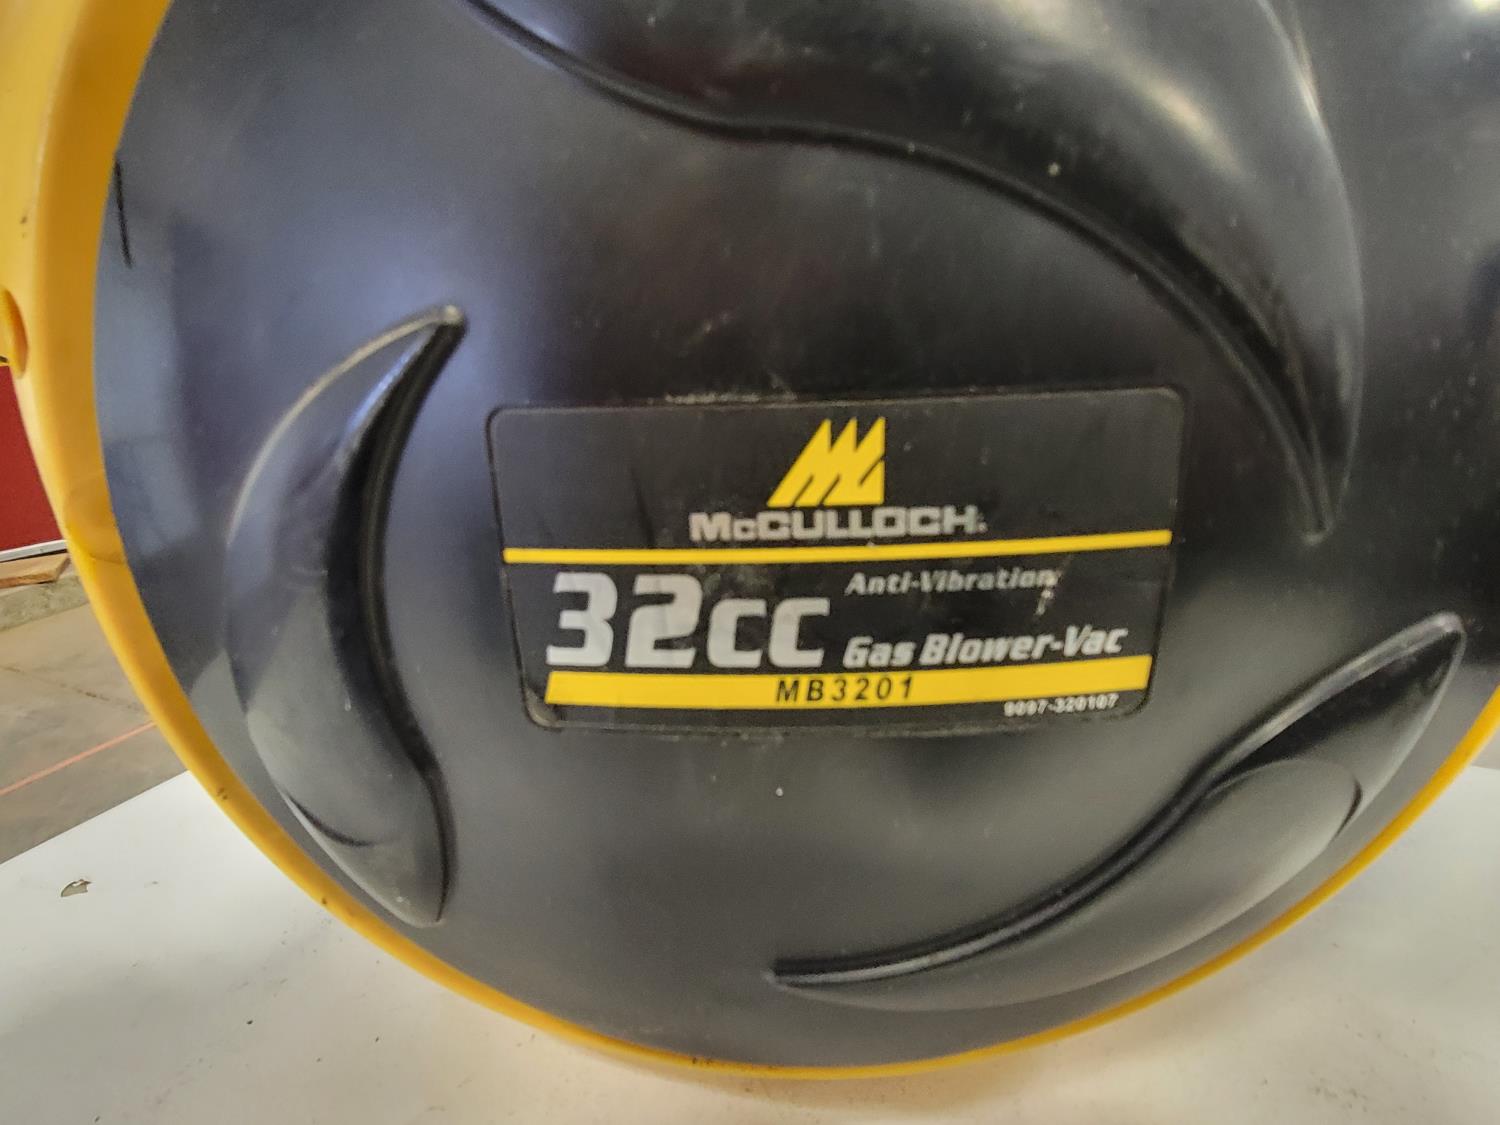 McCULLOCH.
32cc Anti-Vibration
Gas Blower-Vac
MB3201
9097-320107